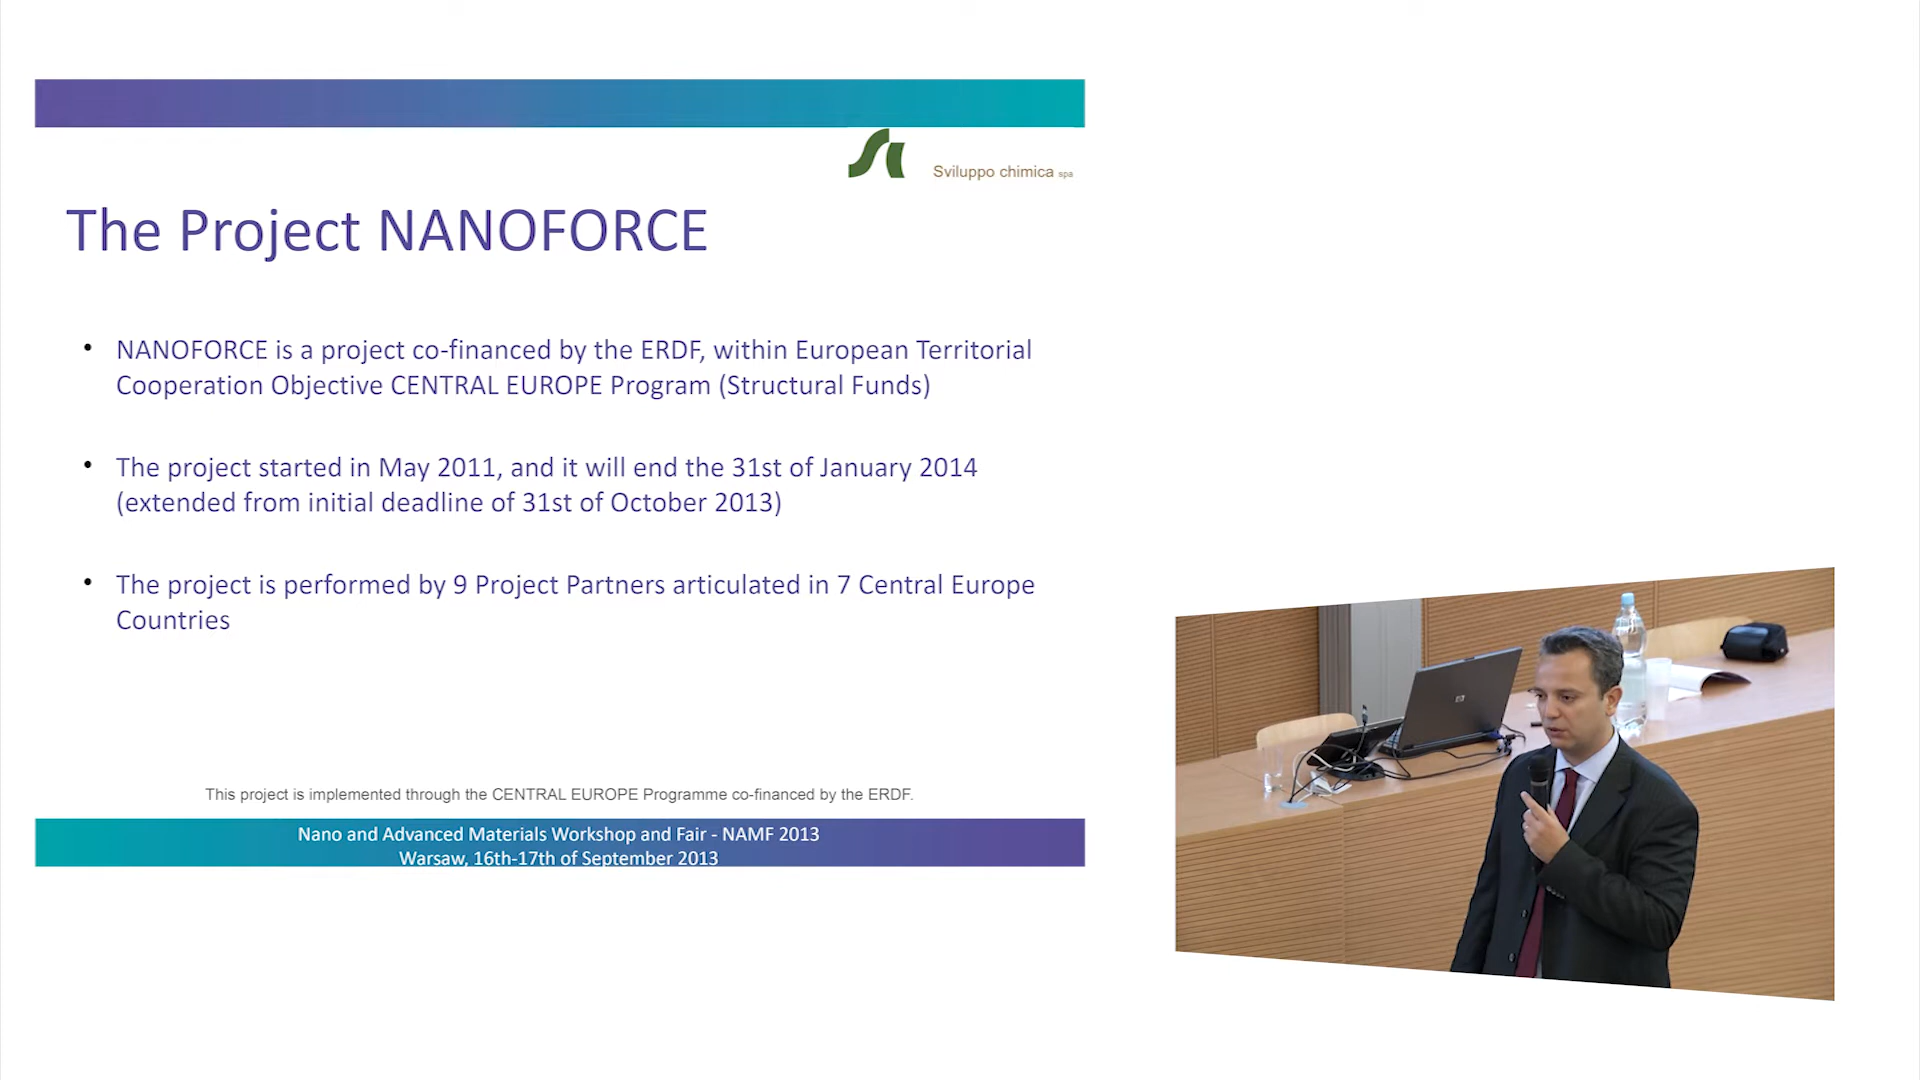 Sviluppo chimica spa
The Project NANOFORCE
• NANOFORCE is a project co-financed by the ERDF, within European Territorial
Cooperation Objective CENTRAL EUROPE Program (Structural Funds)
• The project started in May 2011, and it will end the 31st of January 2014
(extended from initial deadline of 31st of October 2013)
• The project is performed by 9 Project Partners articulated in 7 Central Europe
Countries
This project is implemented through the CENTRAL EUROPE Programme co-financed by the ERDF.
Nano and Advanced Materials Workshop and Fair - NAMF 2013
Warsaw, 16th-17th of September 2013
hp